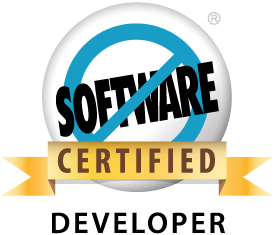 ®
SOFTWARE
CERTIFIED
DEVELOPER